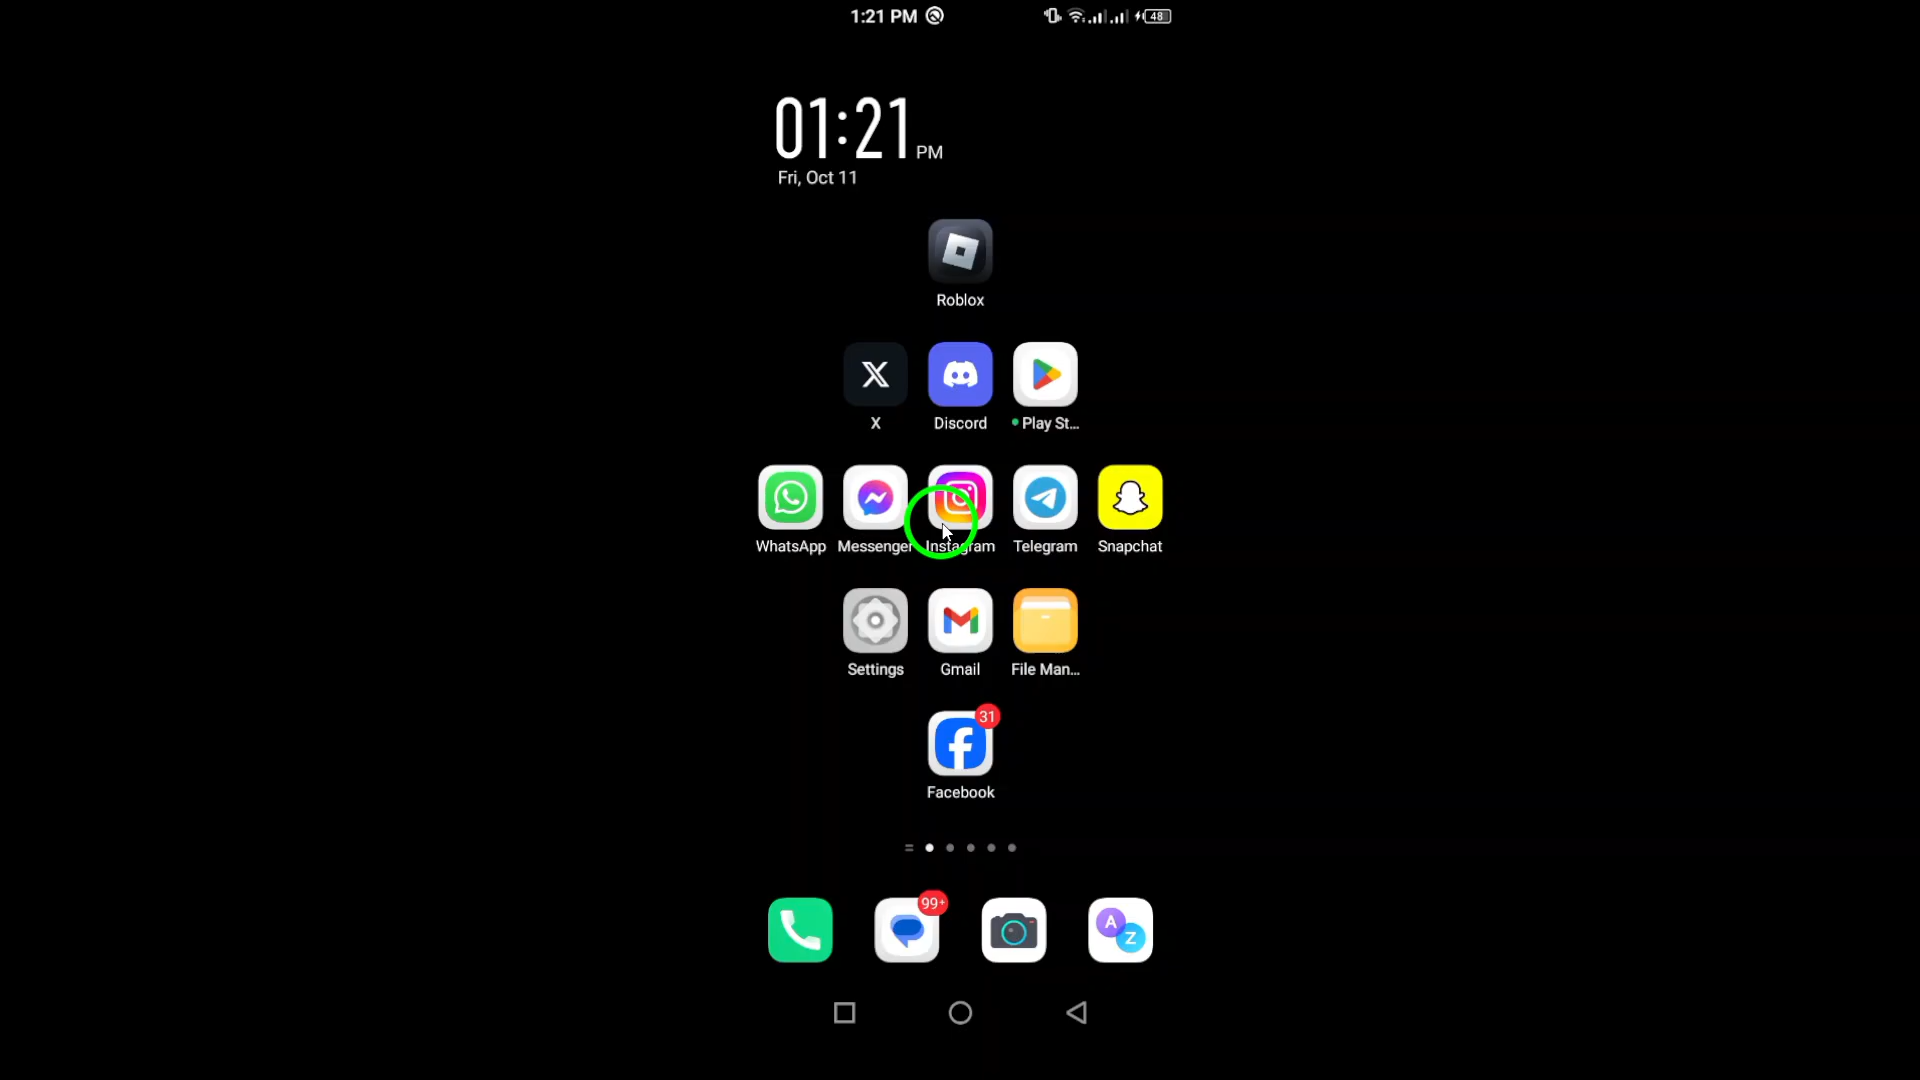 1:21 PM
48
01:21 PM
Fri, Oct 11
Roblox
X
Discord
Play St...
WhatsApp
Messenger
Instagram
Telegram
Snapchat
Settings
Gmail
File Man...
31
Facebook
99+
A
Z